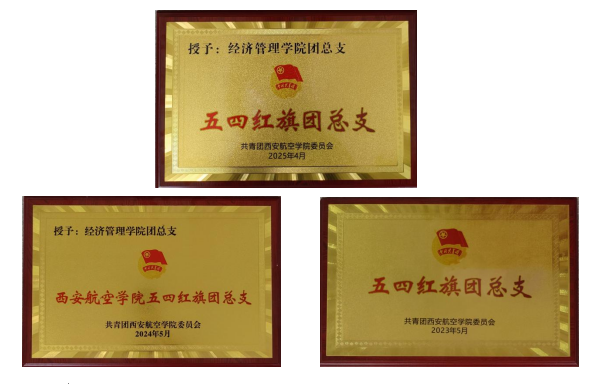 授予：经济管理学院团总支
五四红旗团总支
共青团西安航空学院委员会
2025年4月
授予：经济管理学院团总支
西安航空学院五四红旗团总支
共青团西安航空学院委员会
2024年5月
五四红旗团总支
共青团西安航空学院委员会
2023年5月